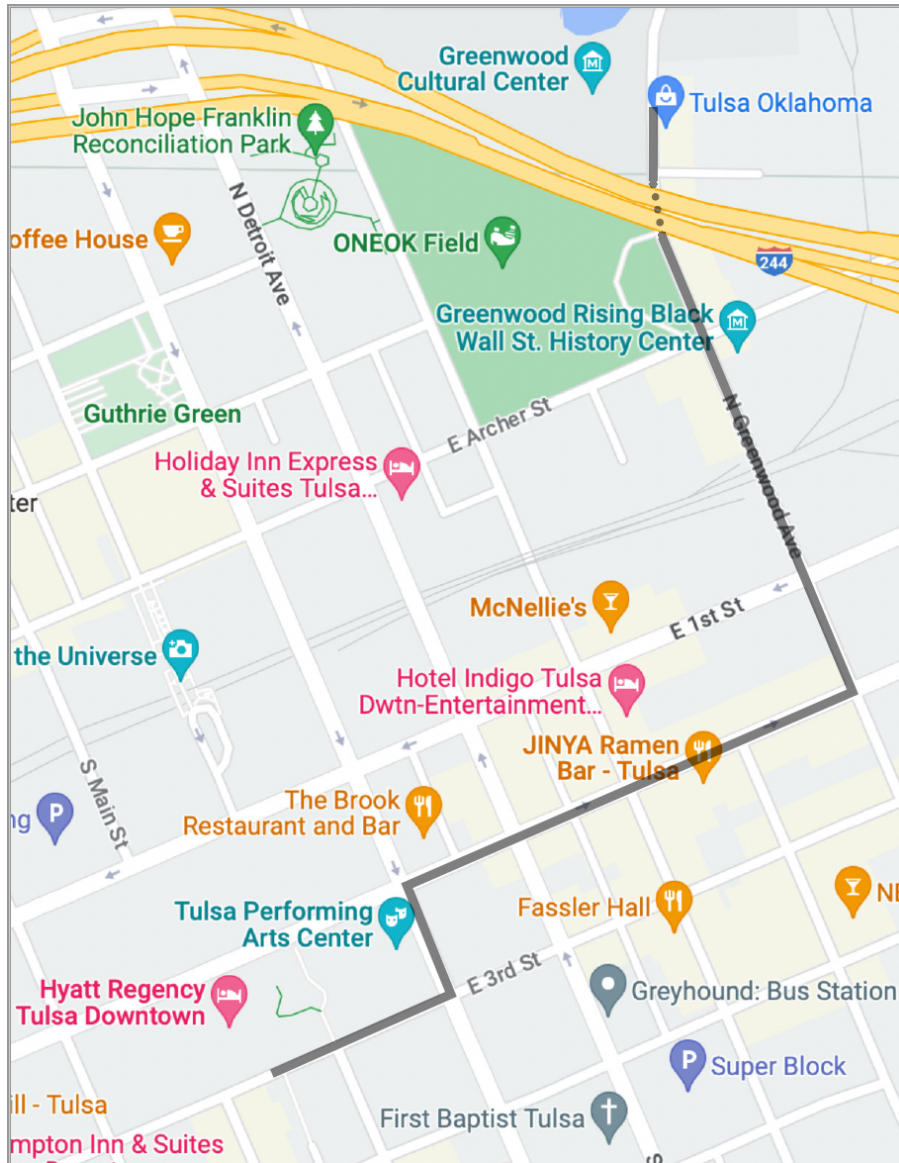 Greenwood
Cultural Center
Tulsa Oklahoma
John Hope Franklin
Reconciliation Park
N Detroit Ave
offee House
ONEOK Field
244
Greenwood Rising Black
Wall St. History Center
Guthrie Green
E Archer St
N Greenwood Ave
Holiday Inn Express
& Suites Tulsa...
ter
McNellie's
E 1st St
the Universe
Hotel Indigo Tulsa
Dwtn-Entertainment...
JINYA Ramen
Bar - Tulsa
S Main St
P
ng
The Brook
Restaurant and Bar
Tulsa Performing
Arts Center
Fassler Hall
NE
E 3rd St
Hyatt Regency
Tulsa Downtown
Greyhound: Bus Station
P
Super Block
ill - Tulsa
First Baptist Tulsa
mpton Inn & Suites